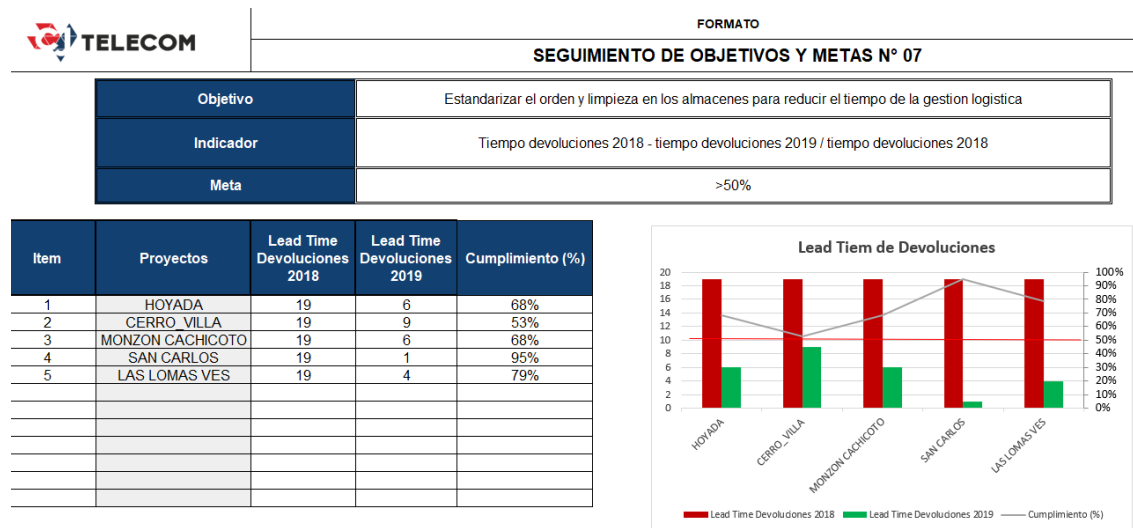 TELECOM
FORMATO
SEGUIMIENTO DE OBJETIVOS Y METAS N° 07
Objetivo
Estandarizar el orden y limpieza en los almacenes para reducir el tiempo de la gestion logistica
Indicador
Tiempo devoluciones 2018 - tiempo devoluciones 2019 / tiempo devoluciones 2018
Meta
>50%
Item
Proyectos
Lead Time
Devoluciones
2018
Lead Time
Devoluciones
2019
Cumplimiento (%)
1 HOYADA 19 6 68%
2 CERRO_VILLA 19 9 53%
3 MONZON CACHICOTO 19 6 68%
4 SAN CARLOS 19 1 95%
5 LAS LOMAS VES 19 4 79%
Lead Tiem de Devoluciones
20
18
16
14
12
10
8
6
4
2
0
100%
90%
80%
70%
60%
50%
40%
30%
20%
10%
0%
HOYADA
CERRO_VILLA
MONZON CACHICOTO
SAN CARLOS
LAS LOMAS VES
Lead Time Devoluciones 2018
Lead Time Devoluciones 2019
Cumplimiento (%)